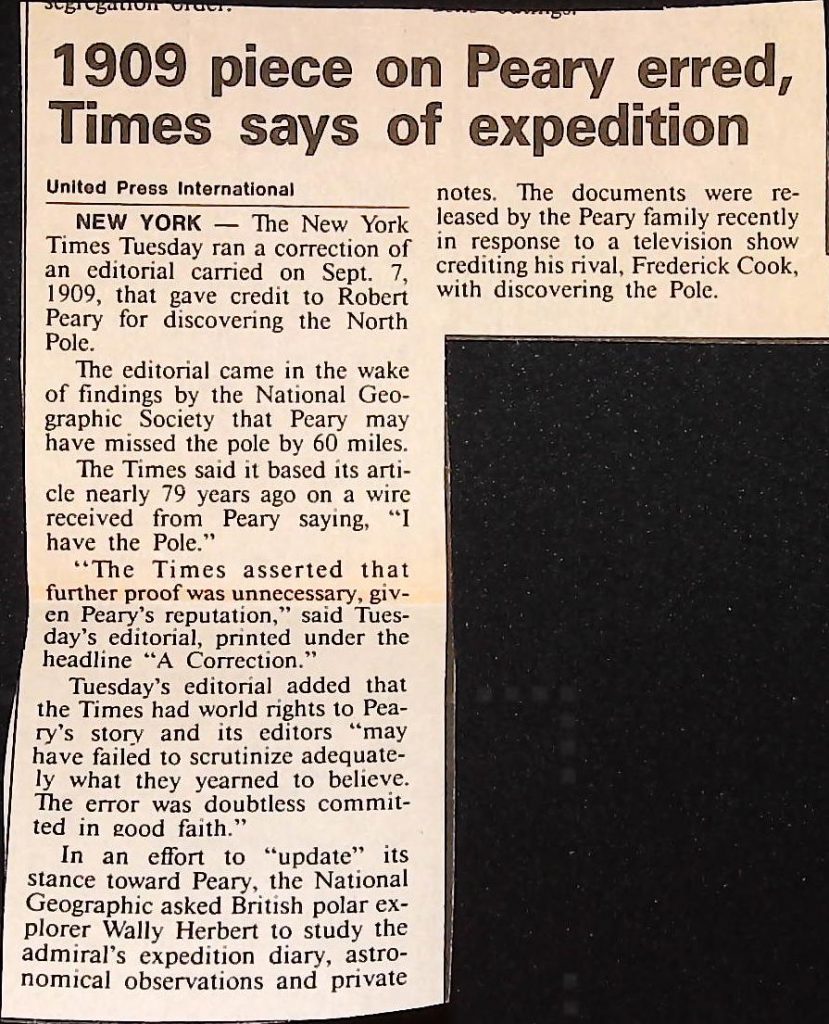 segregation order.
1909 piece on Peary erred,
Times says of expedition
United Press International
NEW YORK — The New York
Times Tuesday ran a correction of
an editorial carried on Sept. 7,
1909, that gave credit to Robert
Peary for discovering the North
Pole.
The editorial came in the wake
of findings by the National Geo-
graphic Society that Peary may
have missed the pole by 60 miles.
The Times said it based its arti-
cle nearly 79 years ago on a wire
received from Peary saying, “I
have the Pole.”
“The Times asserted that
further proof was unnecessary, giv-
en Peary’s reputation,” said Tues-
day’s editorial, printed under the
headline “A Correction.”
Tuesday’s editorial added that
the Times had world rights to Pea-
ry’s story and its editors “may
have failed to scrutinize adequate-
ly what they yearned to believe.
The error was doubtless commit-
ted in good faith.”
In an effort to “update” its
stance toward Peary, the National
Geographic asked British polar ex-
plorer Wally Herbert to study the
admiral’s expedition diary, astro-
nomical observations and private
notes. The documents were re-
leased by the Peary family recently
in response to a television show
crediting his rival, Frederick Cook,
with discovering the Pole.